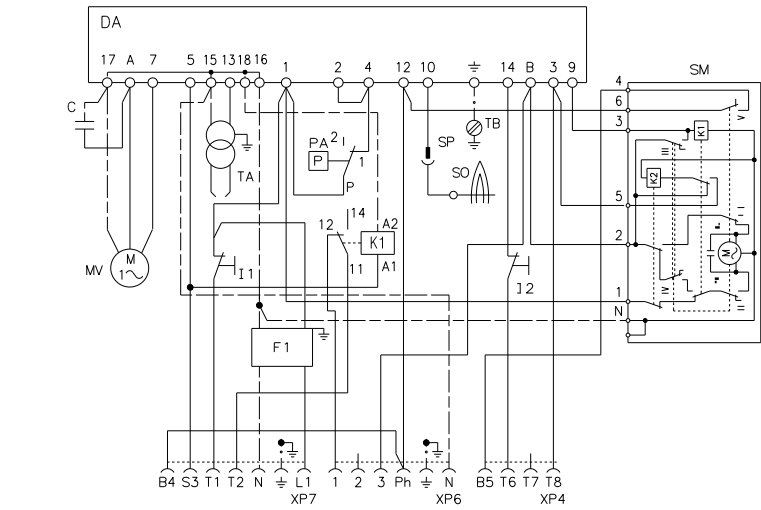 DA
17 A 7 5 15 13 18 16 1 2 4 12 10 14 B 3 9
SM
4
C
6
V
3
K1
TB
PA 2
SP
III
P
1
TA
SO
K2
P
5
I
14
12
A2
K1
2
M
MV
M
1
11
A1
I1
IV
1
II
N
F1
B4 S3 T1 T2 N L1 1 2 3 Ph N B5 T6 T7 T8
XP7 XP6 XP4